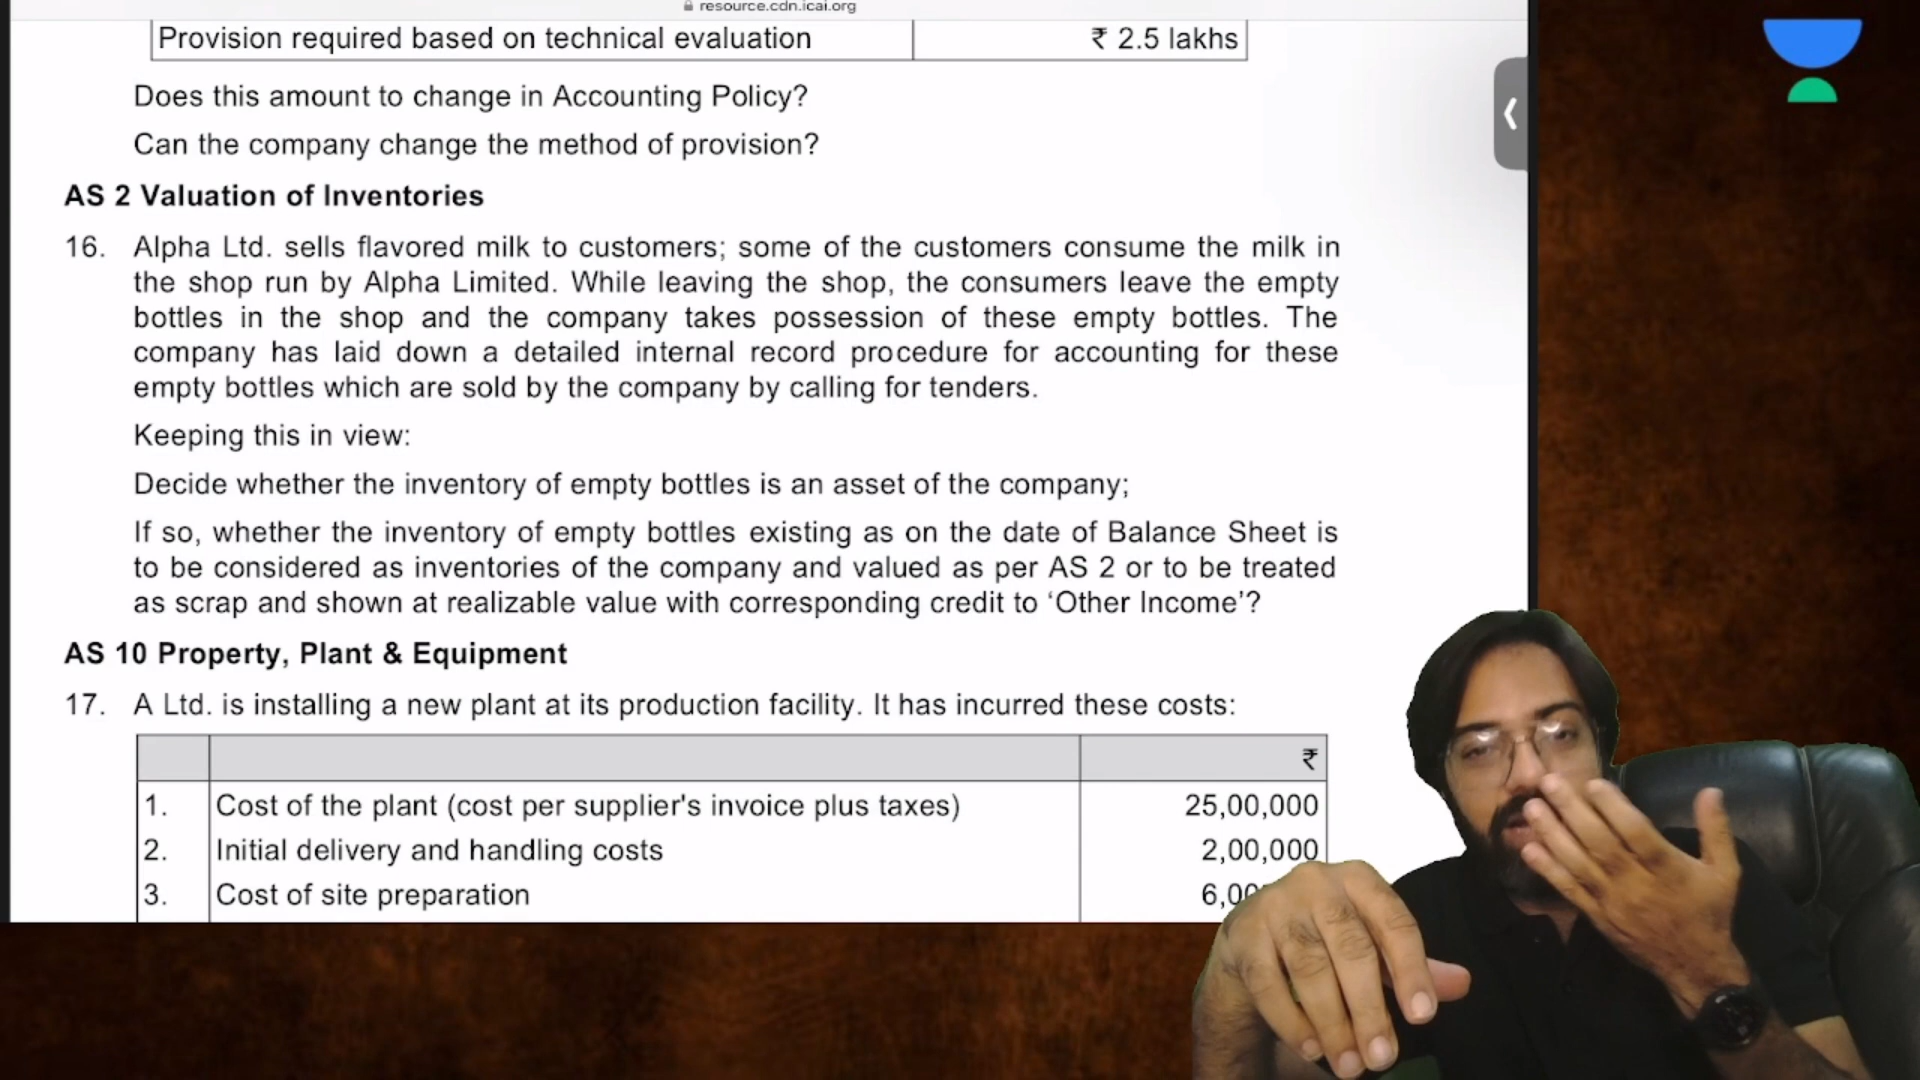 resource.cdn.icai.org
Provision required based on technical evaluation ₹ 2.5 lakhs
Does this amount to change in Accounting Policy?
Can the company change the method of provision?
AS 2 Valuation of Inventories
16. Alpha Ltd. sells flavored milk to customers; some of the customers consume the milk in
the shop run by Alpha Limited. While leaving the shop, the consumers leave the empty
bottles in the shop and the company takes possession of these empty bottles. The
company has laid down a detailed internal record procedure for accounting for these
empty bottles which are sold by the company by calling for tenders.
Keeping this in view:
Decide whether the inventory of empty bottles is an asset of the company;
If so, whether the inventory of empty bottles existing as on the date of Balance Sheet is
to be considered as inventories of the company and valued as per AS 2 or to be treated
as scrap and shown at realizable value with corresponding credit to ‘Other Income’?
AS 10 Property, Plant & Equipment
17. A Ltd. is installing a new plant at its production facility. It has incurred these costs:
₹
1. Cost of the plant (cost per supplier's invoice plus taxes) 25,00,000
2. Initial delivery and handling costs 2,00,000
3. Cost of site preparation